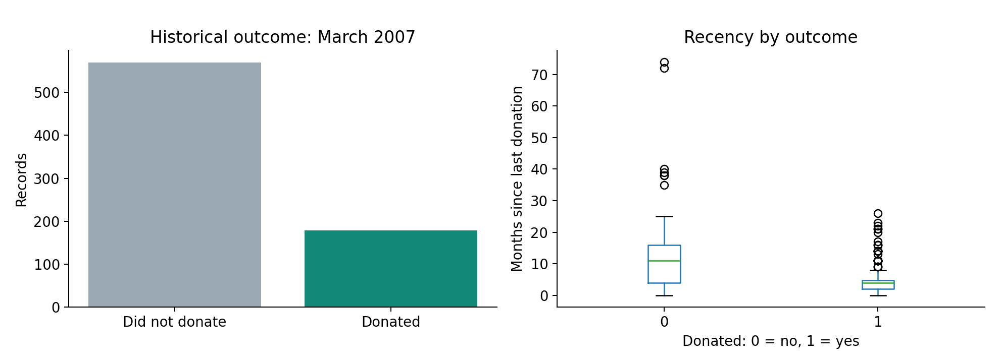 Historical outcome: March 2007
Records
500
400
300
200
100
0
Did not donate
Donated
Recency by outcome
Months since last donation
70
60
50
40
30
20
10
0
0
1
Donated: 0 = no, 1 = yes